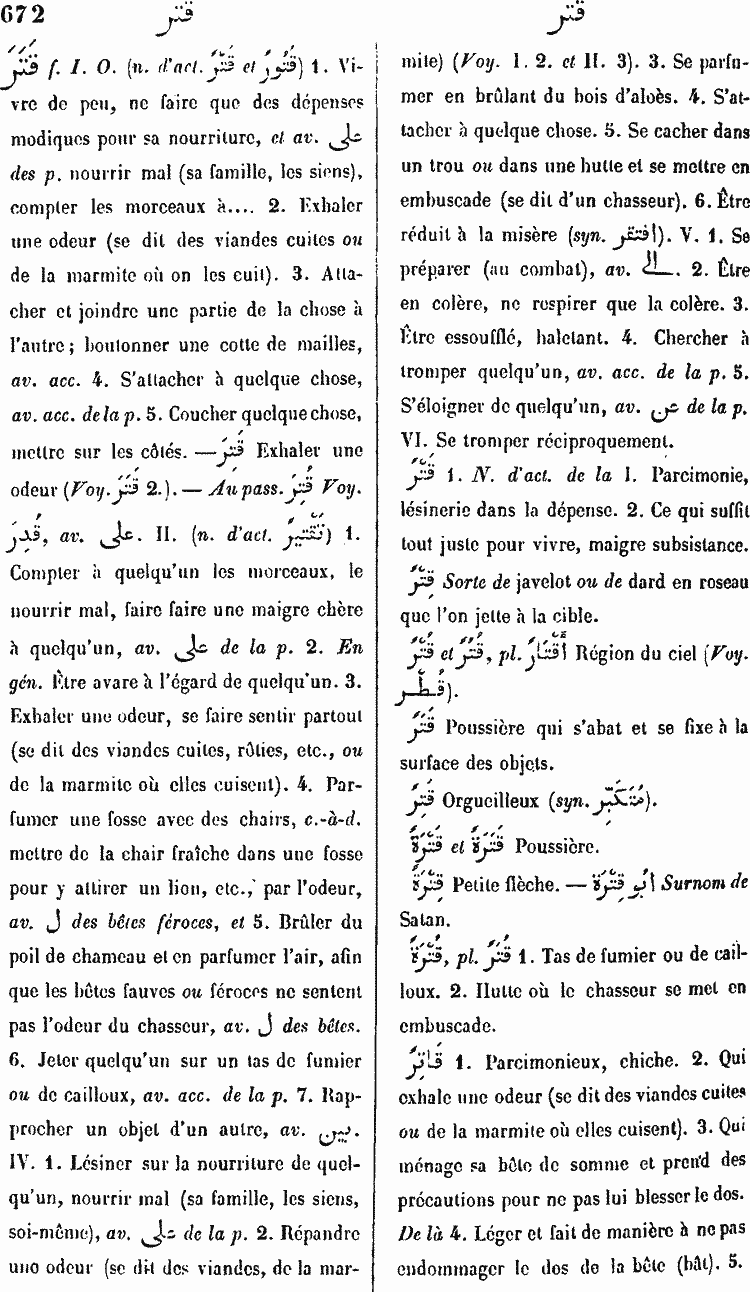 672 قتر قتر
قَتَرَ f. I. O. (n. d'act. قَتْرٌ et قُتُورٌ) 1. Vi-
vre de peu, ne faire que des dépenses
modiques pour sa nourriture, et av. على
des p. nourrir mal (sa famille, les siens),
compter les morceaux à.... 2. Exhaler
une odeur (se dit des viandes cuites ou
de la marmite où on les cuit). 3. Atta-
cher et joindre une partie de la chose à
l'autre; boutonner une cotte de mailles,
av. acc. 4. S'attacher à quelque chose,
av. acc. de la p. 5. Coucher quelque chose,
mettre sur les côtés. — قَتِرَ Exhaler une
odeur (Voy. قَتَرَ 2.). — Au pass. قُتِرَ Voy.
قُدِرَ, av. على. II. (n. d'act. تَقْتِيرٌ) 1.
Compter à quelqu'un les morceaux, le
nourrir mal, faire faire une maigre chère
à quelqu'un, av. على de la p. 2. En
gén. Être avare à l'égard de quelqu'un. 3.
Exhaler une odeur, se faire sentir partout
(se dit des viandes cuites, rôties, etc., ou
de la marmite où elles cuisent). 4. Par-
fumer une fosse avec des chairs, c.-à-d.
mettre de la chair fraîche dans une fosse
pour y attirer un lion, etc., par l'odeur,
av. ل des bêtes féroces, et 5. Brûler du
poil de chameau et en parfumer l'air, afin
que les bêtes fauves ou féroces ne sentent
pas l'odeur du chasseur, av. ل des bêtes.
6. Jeter quelqu'un sur un tas de fumier
ou de cailloux, av. acc. de la p. 7. Rap-
procher un objet d'un autre, av. بين.
IV. 1. Lésiner sur la nourriture de quel-
qu'un, nourrir mal (sa famille, les siens,
soi-même), av. على de la p. 2. Répandre
une odeur (se dit des viandes, de la mar-
mite) (Voy. I. 2. et II. 3). 3. Se parfu-
mer en brûlant du bois d'aloès. 4. S'at-
tacher à quelque chose. 5. Se cacher dans
un trou ou dans une hutte et se mettre en
embuscade (se dit d'un chasseur). 6. Être
réduit à la misère (syn. افتقر). V. 1. Se
préparer (au combat), av. الى. 2. Être
en colère, ne respirer que la colère. 3.
Être essoufflé, haletant. 4. Chercher à
tromper quelqu'un, av. acc. de la p. 5.
S'éloigner de quelqu'un, av. عن de la p.
VI. Se tromper réciproquement.
قَتْرٌ 1. N. d'act. de la I. Parcimonie,
lésinerie dans la dépense. 2. Ce qui suffit
tout juste pour vivre, maigre subsistance.
قِتْرٌ Sorte de javelot ou de dard en roseau
que l'on jette à la cible.
قُتْرٌ et قُتُرٌ, pl. أَقْتَارٌ Région du ciel (Voy.
قُطْر).
قَتَرٌ Poussière qui s'abat et se fixe à la
surface des objets.
قَتِرٌ Orgueilleux (syn. مُتَكَبِّرٌ).
قَتْرَةٌ et قَتَرَةٌ Poussière.
قِتْرَةٌ Petite flèche. — أَبُو قِتْرَةَ Surnom de
Satan.
قُتْرَةٌ, pl. قُتَرٌ 1. Tas de fumier ou de cail-
loux. 2. Hutte où le chasseur se met en
embuscade.
قَاتِرٌ 1. Parcimonieux, chiche. 2. Qui
exhale une odeur (se dit des viandes cuites
ou de la marmite où elles cuisent). 3. Qui
ménage sa bête de somme et prend des
précautions pour ne pas lui blesser le dos.
De là 4. Léger et fait de manière à ne pas
endommager le dos de la bête (bât). 5.